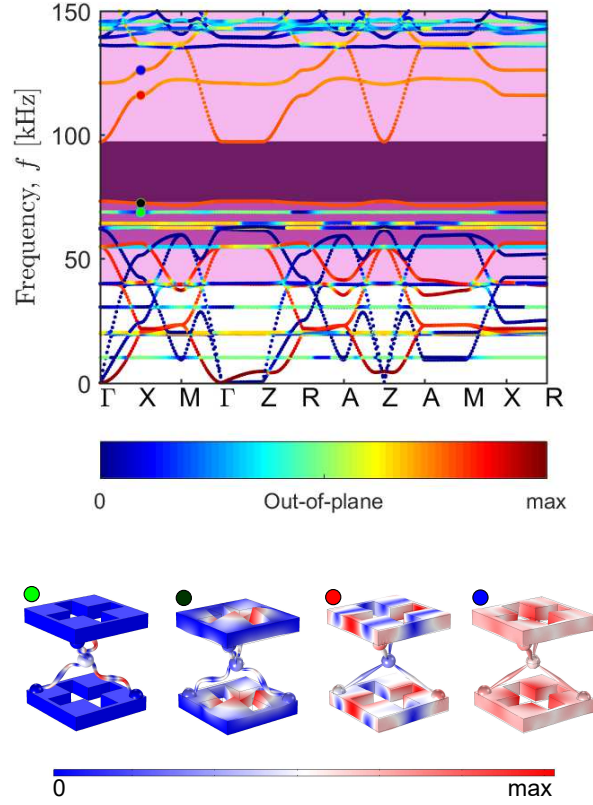 150
100
50
0
Frequency, f [kHz]
Γ X M Γ Z R A Z A M X R
0 Out-of-plane max
0 max